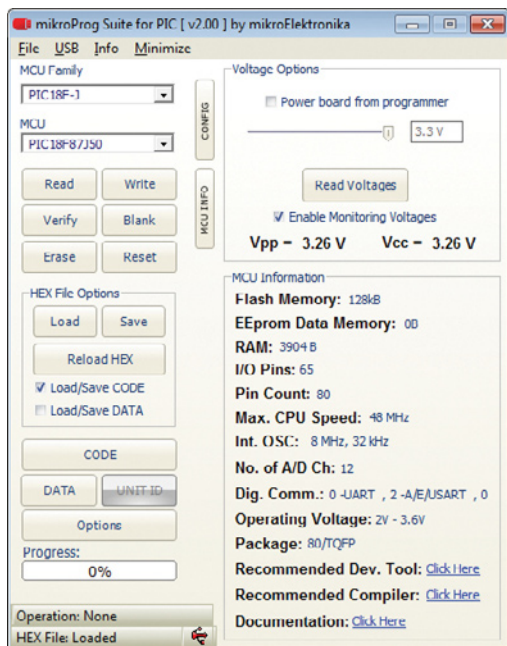 mikroProg Suite for PIC [ v2.00 ] by mikroElektronika
File USB Info Minimize
MCU Family
PIC18F-J
MCU
PIC18F87J50
Read Write
Verify Blank
Erase Reset
HEX File Options
Load Save
Reload HEX
Load/Save CODE
Load/Save DATA
CODE
DATA UNIT ID
Options
Progress:
0%
Operation: None
HEX File: Loaded
CONFIG
MCU INFO
Voltage Options
Power board from programmer
3.3 V
Read Voltages
Enable Monitoring Voltages
Vpp = 3.26 V Vcc = 3.26 V
MCU Information
Flash Memory: 128kB
EEprom Data Memory: 0B
RAM: 3904 B
I/O Pins: 65
Pin Count: 80
Max. CPU Speed: 48 MHz
Int. OSC: 8 MHz, 32 kHz
No. of A/D Ch: 12
Dig. Comm.: 0 -UART , 2 -A/E/USART , 0
Operating Voltage: 2V - 3.6V
Package: 80/TQFP
Recommended Dev. Tool: Click Here
Recommended Compiler: Click Here
Documentation: Click Here